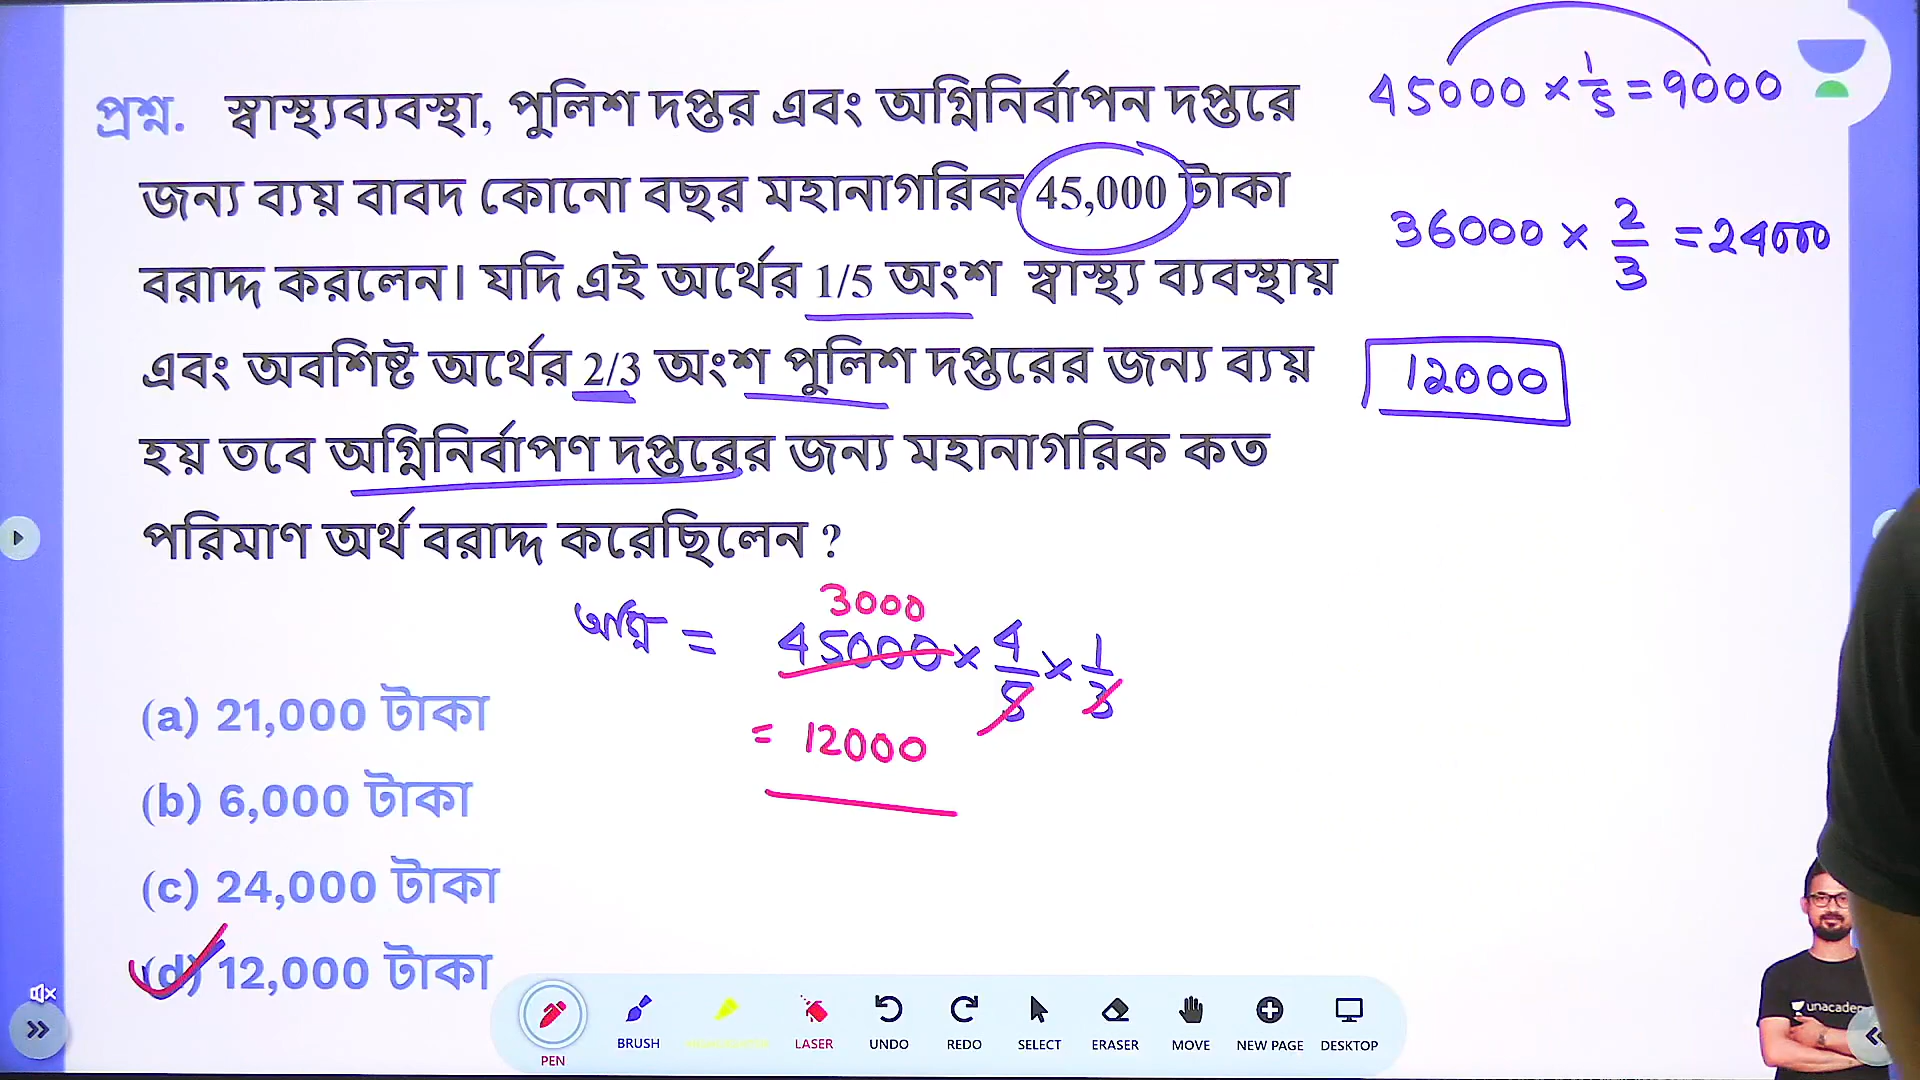 প্রশ্ন. স্বাস্থ্যব্যবস্থা, পুলিশ দপ্তর এবং অগ্নিনির্বাপন দপ্তরে
জন্য ব্যয় বাবদ কোনো বছর মহানাগরিক 45,000 টাকা
বরাদ্দ করলেন। যদি এই অর্থের 1/5 অংশ স্বাস্থ্য ব্যবস্থায়
এবং অবশিষ্ট অর্থের 2/3 অংশ পুলিশ দপ্তরের জন্য ব্যয়
হয় তবে অগ্নিনির্বাপণ দপ্তরের জন্য মহানাগরিক কত
পরিমাণ অর্থ বরাদ্দ করেছিলেন ?
45000 × 1/5 = 9000
36000 × 2/3 = 24000
12000
3000
অগ্নি = 45000 × 4/5 × 1/3
= 12000
(a) 21,000 টাকা
(b) 6,000 টাকা
(c) 24,000 টাকা
(d) 12,000 টাকা
PEN BRUSH HIGHLIGHTER LASER UNDO REDO SELECT ERASER MOVE NEW PAGE DESKTOP